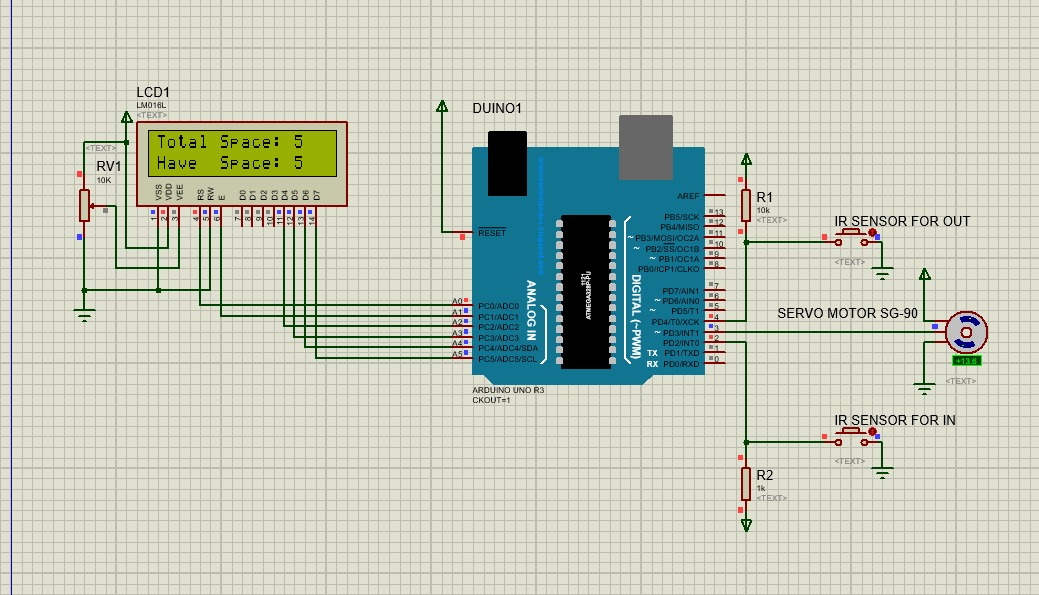 LCD1
LM016L
<TEXT>
Total Space: 5
Have  Space: 5
<TEXT>
RV1
10K
VSS
VDD
VEE
RS
RW
E
D0
D1
D2
D3
D4
D5
D6
D7
1
2
3
4
5
6
7
8
9
10
11
12
13
14
DUINO1
RESET
AREF
13
PB5/SCK
12
PB4/MISO
11
~ PB3/MOSI/OC2A
10
~ PB2/SS/OC1B
9
~ PB1/OC1A
8
PB0/ICP1/CLKO
7
PD7/AIN1
6
~ PD6/AIN0
5
~ PD5/T1
4
PD4/T0/XCK
3
~ PD3/INT1
2
PD2/INT0
1
TX PD1/TXD
0
RX PD0/RXD
DIGITAL (~PWM)
ANALOG IN
1121
ATMEGA328P-PU
A0 PC0/ADC0
A1 PC1/ADC1
A2 PC2/ADC2
A3 PC3/ADC3
A4 PC4/ADC4/SDA
A5 PC5/ADC5/SCL
ARDUINO UNO R3
CKOUT=1
R1
10k
<TEXT>
IR SENSOR FOR OUT
<TEXT>
SERVO MOTOR SG-90
+13.6
<TEXT>
IR SENSOR FOR IN
<TEXT>
R2
1k
<TEXT>